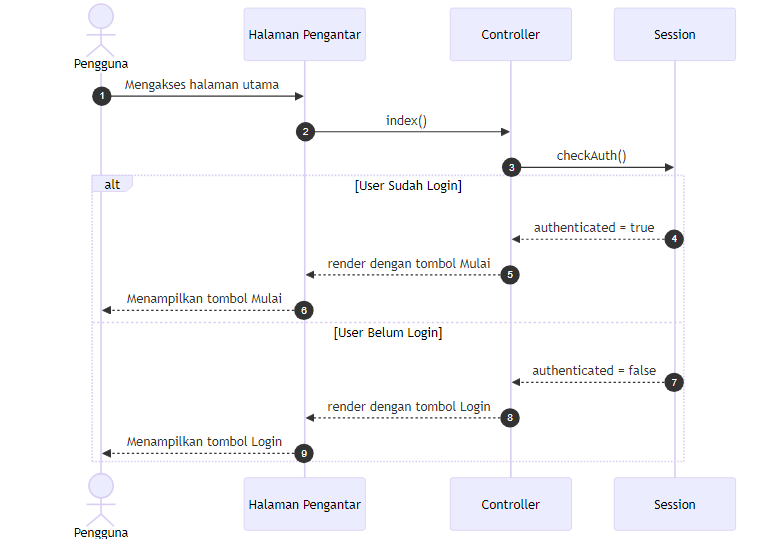 Pengguna
Halaman Pengantar
Controller
Session
1
Mengakses halaman utama
2
index()
3
checkAuth()
alt
[User Sudah Login]
authenticated = true
4
render dengan tombol Mulai
5
Menampilkan tombol Mulai
6
[User Belum Login]
authenticated = false
7
render dengan tombol Login
8
Menampilkan tombol Login
9
Pengguna
Halaman Pengantar
Controller
Session